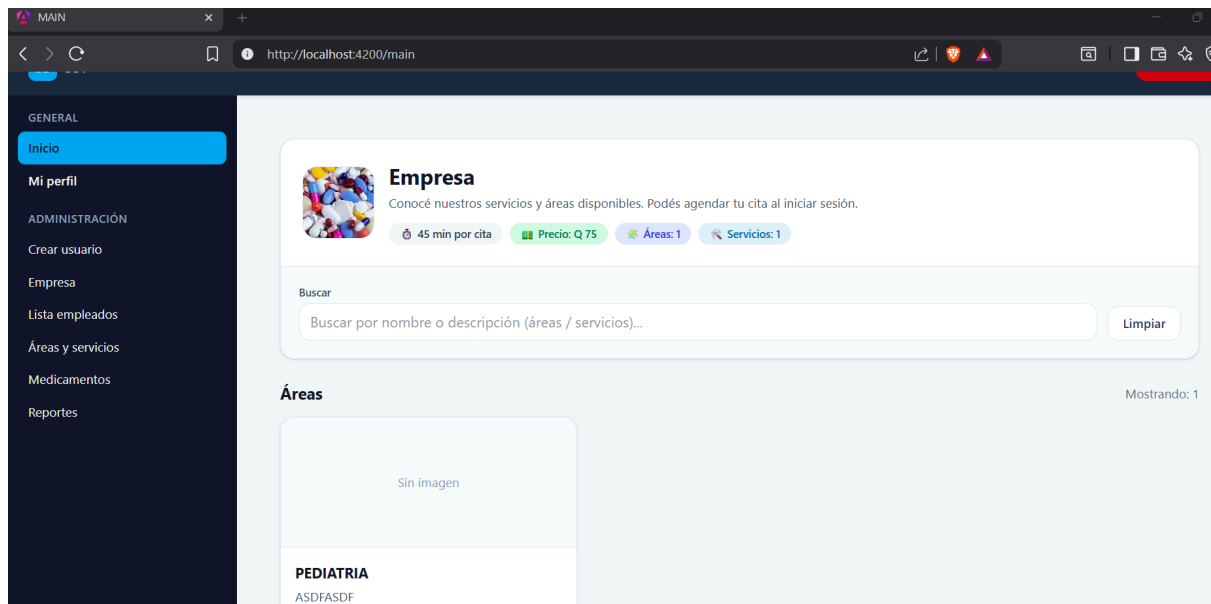 MAIN
http://localhost:4200/main
GENERAL
Inicio
Mi perfil
ADMINISTRACIÓN
Crear usuario
Empresa
Lista empleados
Áreas y servicios
Medicamentos
Reportes
Empresa
Conocé nuestros servicios y áreas disponibles. Podés agendar tu cita al iniciar sesión.
45 min por cita Precio: Q 75 Áreas: 1 Servicios: 1
Buscar
Buscar por nombre o descripción (áreas / servicios)...
Limpiar
Áreas
Mostrando: 1
Sin imagen
PEDIATRIA
ASDFASDF